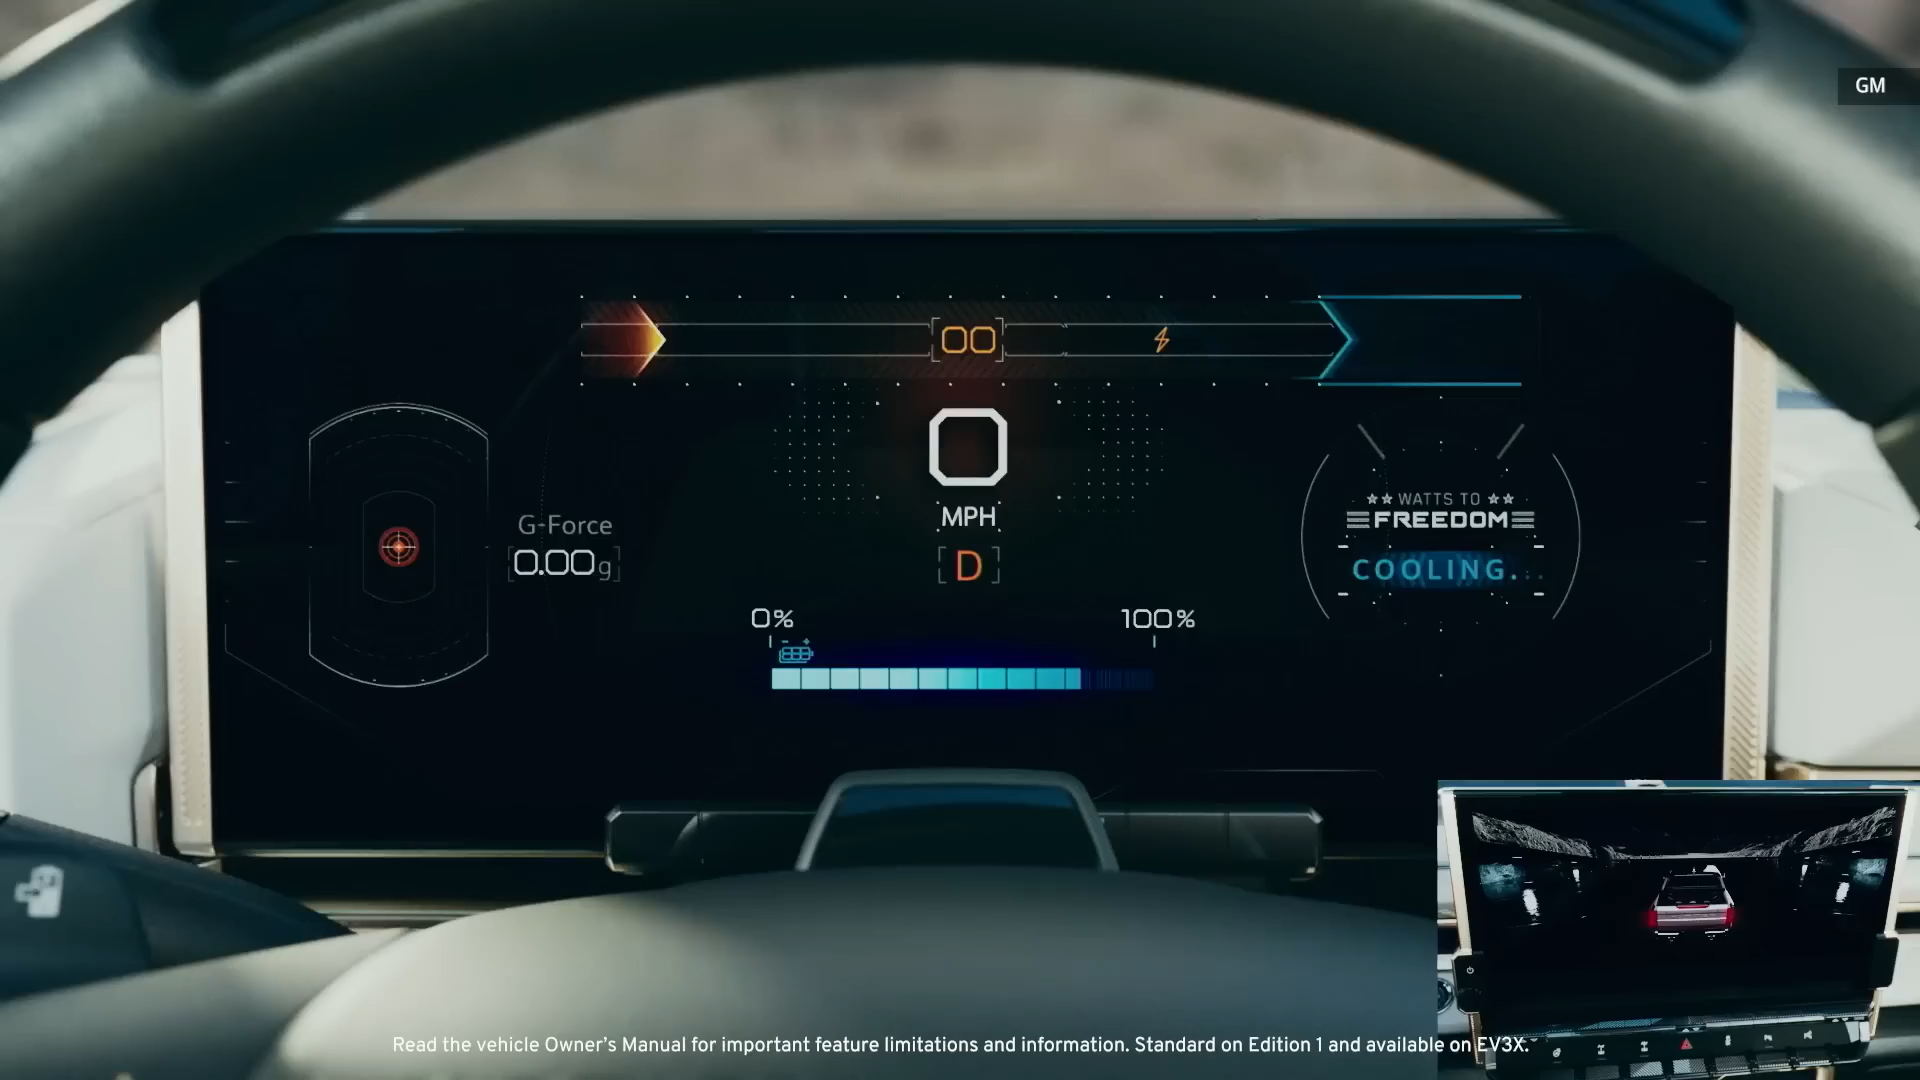 GM
00
0
MPH
D
G-Force
0.00g
★★ WATTS TO ★★
FREEDOM
COOLING...
0%
100%
- +
Read the vehicle Owner's Manual for important feature limitations and information. Standard on Edition 1 and available on EV3X.